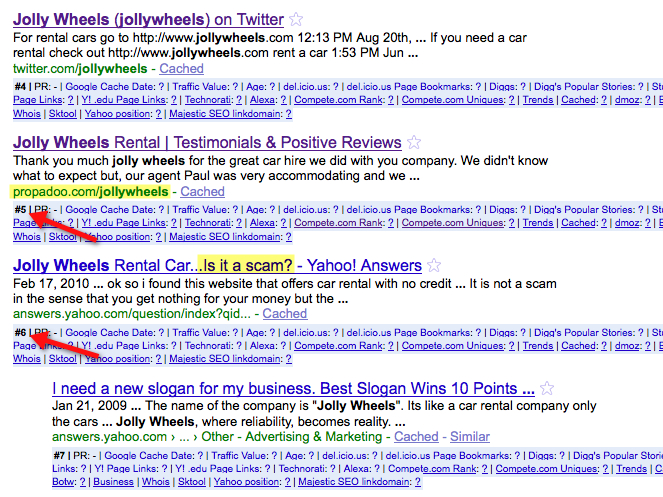 Jolly Wheels (jollywheels) on Twitter
For rental cars go to http://www.jollywheels.com 12:13 PM Aug 20th, ... If you need a car
rental check out http://www.jollywheels.com rent a car 1:53 PM Jun ...
twitter.com/jollywheels - Cached
#4 | PR: - | Google Cache Date: ? | Traffic Value: ? | Age: ? | del.icio.us: ? | del.icio.us Page Bookmarks: ? | Diggs: ? | Digg's Popular Stories: ? | Stu
Page Links: ? | Y! .edu Page Links: ? | Technorati: ? | Alexa: ? | Compete.com Rank: ? | Compete.com Uniques: ? | Trends | Cached: ? | dmoz: ? | B
Whois | Sktool | Yahoo position: ? | Majestic SEO linkdomain: ?
Jolly Wheels Rental | Testimonials & Positive Reviews
Thank you much jolly wheels for the great car hire we did with you company. We didn't know
what to expect but, our agent Paul was very accommodating and we ...
propadoo.com/jollywheels - Cached
#5 | PR: - | Google Cache Date: ? | Traffic Value: ? | Age: ? | del.icio.us: ? | del.icio.us Page Bookmarks: ? | Diggs: ? | Digg's Popular Stories: ? | Stu
Page Links: ? | Y! .edu Page Links: ? | Technorati: ? | Alexa: ? | Compete.com Rank: ? | Compete.com Uniques: ? | Trends | Cached: ? | dmoz: ? | B
Whois | Sktool | Yahoo position: ? | Majestic SEO linkdomain: ?
Jolly Wheels Rental Car...Is it a scam? - Yahoo! Answers
Feb 17, 2010 ... ok so i found this website that offers car rental with no credit ... It is not a scam
in the sense that you get nothing for your money but the ...
answers.yahoo.com/question/index?qid... - Cached
#6 | PR: - | Google Cache Date: ? | Traffic Value: ? | Age: ? | del.icio.us: ? | del.icio.us Page Bookmarks: ? | Diggs: ? | Digg's Popular Stories: ? | Stu
Page Links: ? | Y! .edu Page Links: ? | Technorati: ? | Alexa: ? | Compete.com Rank: ? | Compete.com Uniques: ? | Trends | Cached: ? | dmoz: ? | B
Whois | Sktool | Yahoo position: ? | Majestic SEO linkdomain: ?
I need a new slogan for my business. Best Slogan Wins 10 Points ...
Jan 21, 2009 ... The name of the company is "Jolly Wheels". Its like a car rental company only
the cars ... Jolly Wheels, where reliability, becomes reality. ...
answers.yahoo.com › ... › Other - Advertising & Marketing - Cached - Similar
#7 | PR: - | Google Cache Date: ? | Traffic Value: ? | Age: ? | del.icio.us: ? | del.icio.us Page Bookmarks: ? | Diggs: ? | Digg's Popular
Links: ? | Y! Page Links: ? | Y! .edu Page Links: ? | Technorati: ? | Alexa: ? | Compete.com Rank: ? | Compete.com Uniques: ? | Trends | C
Botw: ? | Business | Whois | Sktool | Yahoo position: ? | Majestic SEO linkdomain: ?